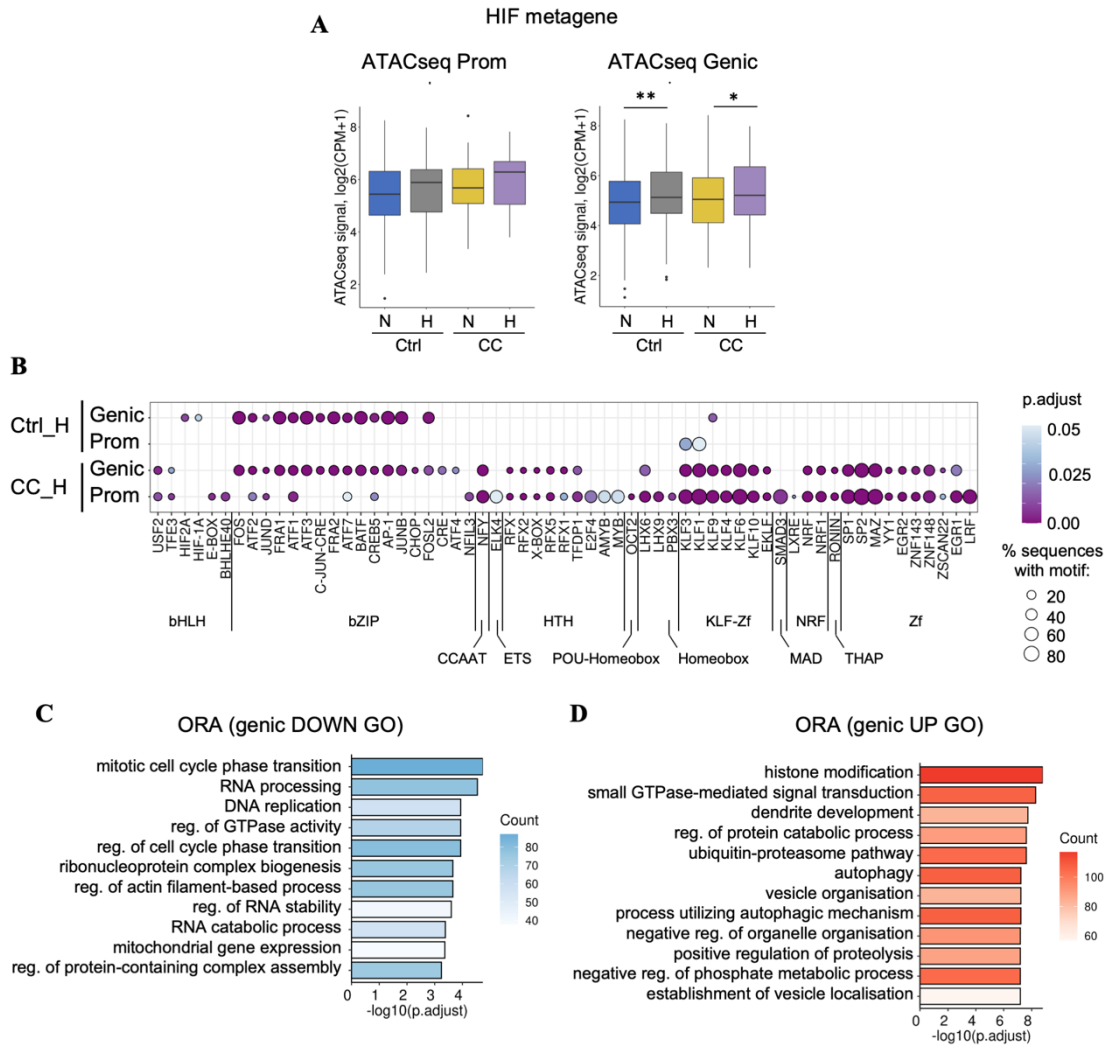 HIF metagene
A
ATACseq Prom
ATACseq Genic
ATACseq signal, log2(CPM+1)
8
6
4
2
N H N H
Ctrl CC
ATACseq signal, log2(CPM+1)
8
6
4
2
** *
N H N H
Ctrl CC
B
Ctrl_H
Genic
Prom
CC_H
Genic
Prom
USF2
TFE3
HIF2A
HIF-1A
E-BOX
BHLHE40
FOS
ATF2
JUND
FRA1
ATF1
ATF3
C-JUN-CRE
FRA2
ATF7
BATF
CREB5
AP-1
JUNB
CHOP
FOSL2
CRE
ATF4
NFIL3
NFY
ELK4
RFX
RFX2
X-BOX
RFX5
RFX1
TFDP1
E2F4
AMYB
MYB
OCT2
LHX6
LHX9
PBX3
KLF3
KLF1
KLF9
KLF4
KLF6
KLF10
EKLF
SMAD3
LXRE
NRF
NRF1
RONIN
SP1
SP2
MAZ
YY1
EGR2
ZNF143
ZNF148
ZSCAN22
EGR1
LRF
bHLH
bZIP
CCAAT
ETS
HTH
POU-Homeobox
Homeobox
KLF-Zf
MAD
NRF
THAP
Zf
p.adjust
0.05
0.025
0.00
% sequences
with motif:
20
40
60
80
C
ORA (genic DOWN GO)
mitotic cell cycle phase transition
RNA processing
DNA replication
reg. of GTPase activity
reg. of cell cycle phase transition
ribonucleoprotein complex biogenesis
reg. of actin filament-based process
reg. of RNA stability
RNA catabolic process
mitochondrial gene expression
reg. of protein-containing complex assembly
0 1 2 3 4
-log10(p.adjust)
Count
80
70
60
50
40
D
ORA (genic UP GO)
histone modification
small GTPase-mediated signal transduction
dendrite development
reg. of protein catabolic process
ubiquitin-proteasome pathway
autophagy
vesicle organisation
process utilizing autophagic mechanism
negative reg. of organelle organisation
positive regulation of proteolysis
negative reg. of phosphate metabolic process
establishment of vesicle localisation
0 2 4 6 8
-log10(p.adjust)
Count
100
80
60